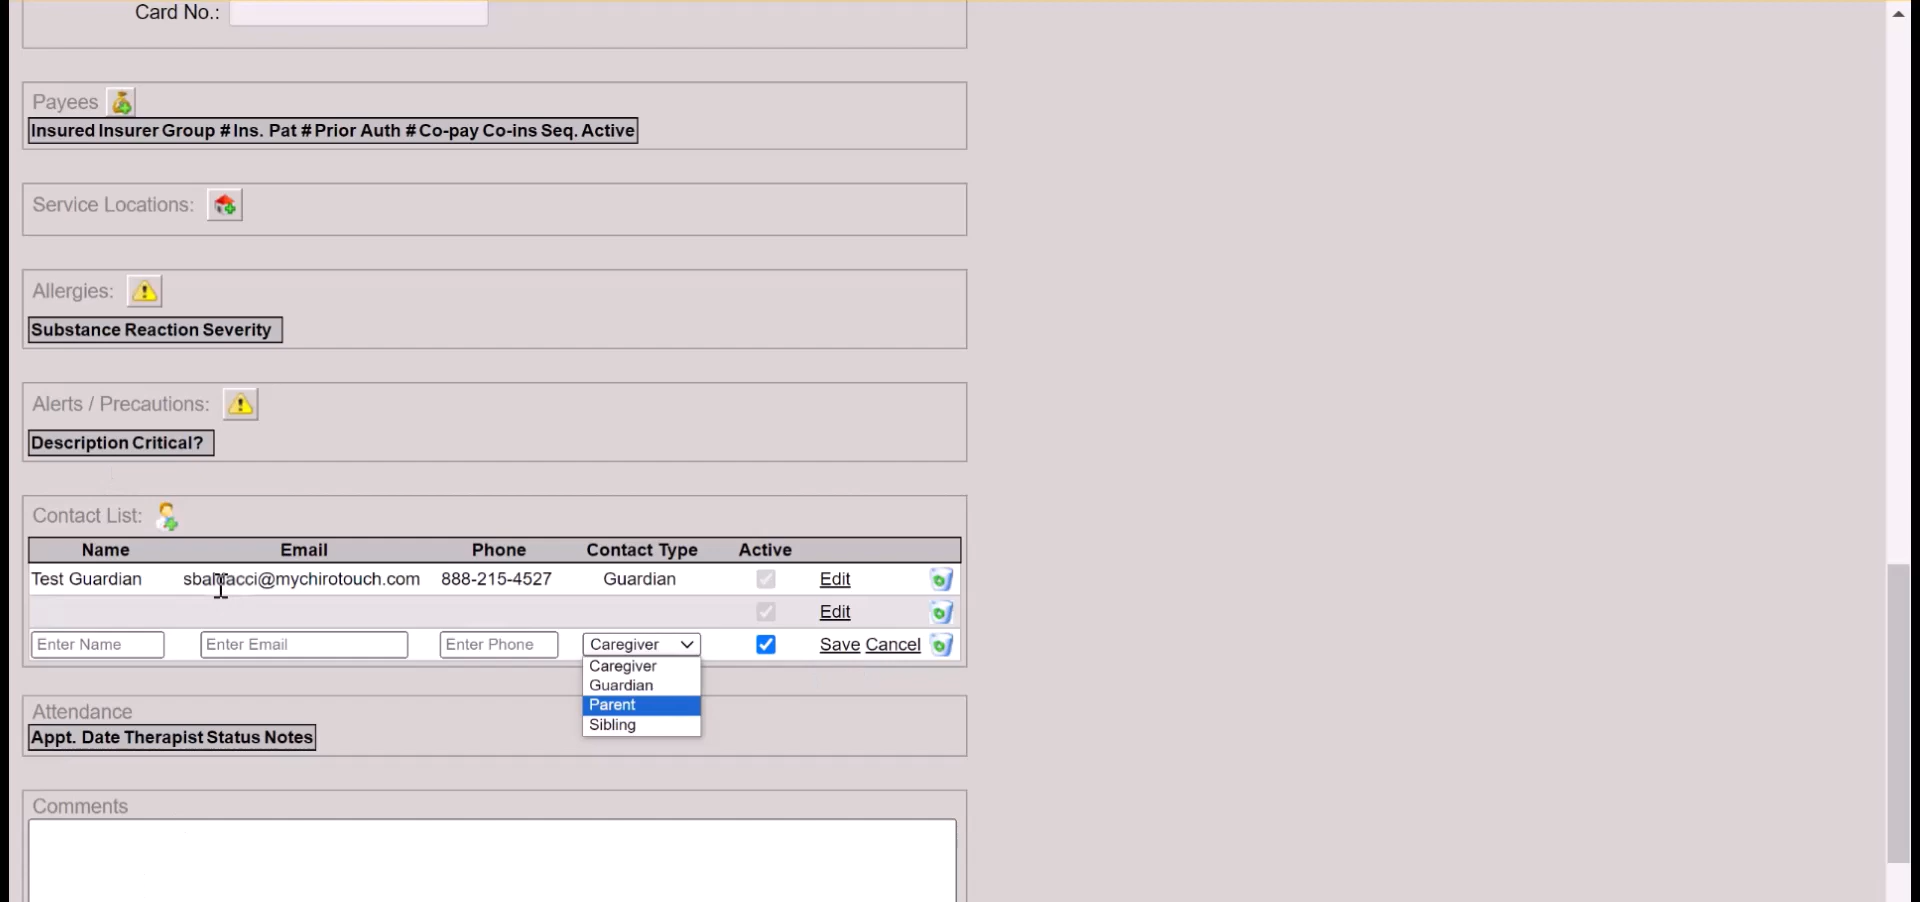 Card No.:
Payees
Insured Insurer Group # Ins. Pat # Prior Auth # Co-pay Co-ins Seq. Active
Service Locations:
Allergies:
Substance Reaction Severity
Alerts / Precautions:
Description Critical?
Contact List:
Name Email Phone Contact Type Active
Test Guardian sbaldacci@mychirotouch.com 888-215-4527 Guardian Edit
Edit
Enter Name Enter Email Enter Phone Caregiver Save Cancel
Caregiver
Guardian
Parent
Sibling
Attendance
Appt. Date Therapist Status Notes
Comments